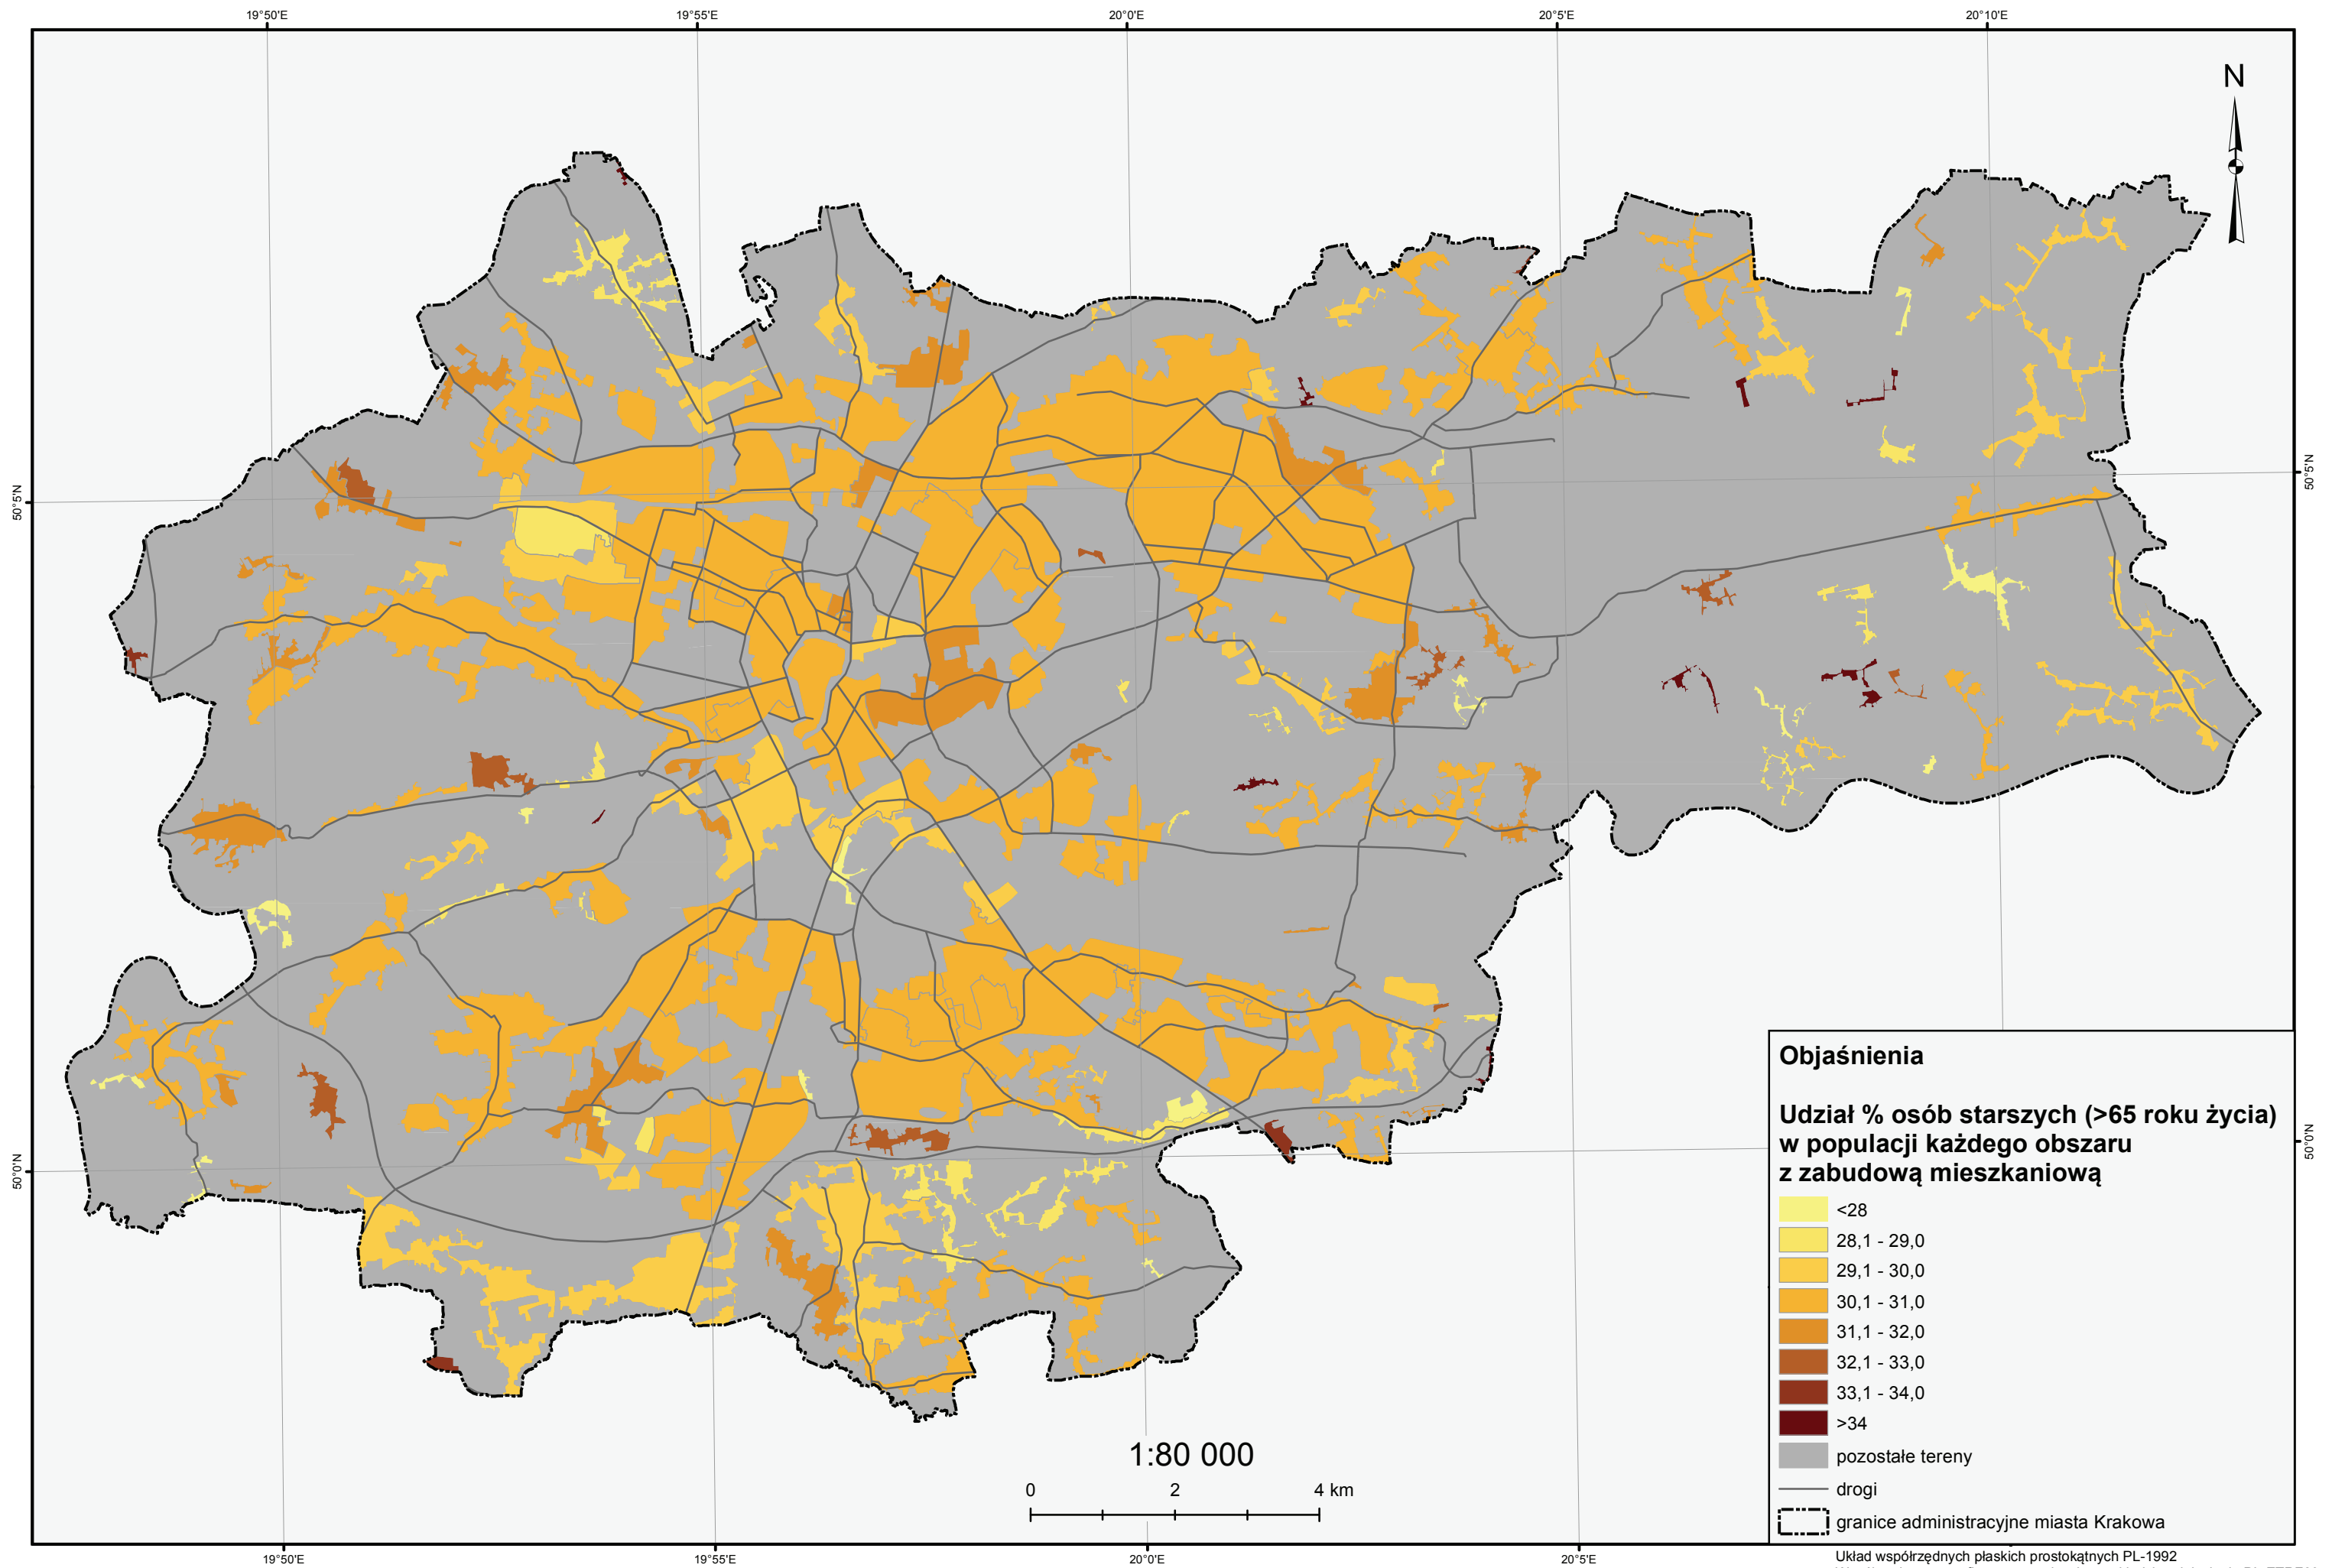 19°50'E 19°55'E 20°0'E 20°5'E 20°10'E
N
50°5'N 50°5'N
50°0'N 50°0'N
Objaśnienia
Udział % osób starszych (>65 roku życia)
w populacji każdego obszaru
z zabudową mieszkaniową
<28
28,1 - 29,0
29,1 - 30,0
30,1 - 31,0
31,1 - 32,0
32,1 - 33,0
33,1 - 34,0
>34
pozostałe tereny
drogi
granice administracyjne miasta Krakowa
1:80 000
0 2 4 km
19°50'E 19°55'E 20°0'E 20°5'E
Układ współrzędnych płaskich prostokątnych PL-1992